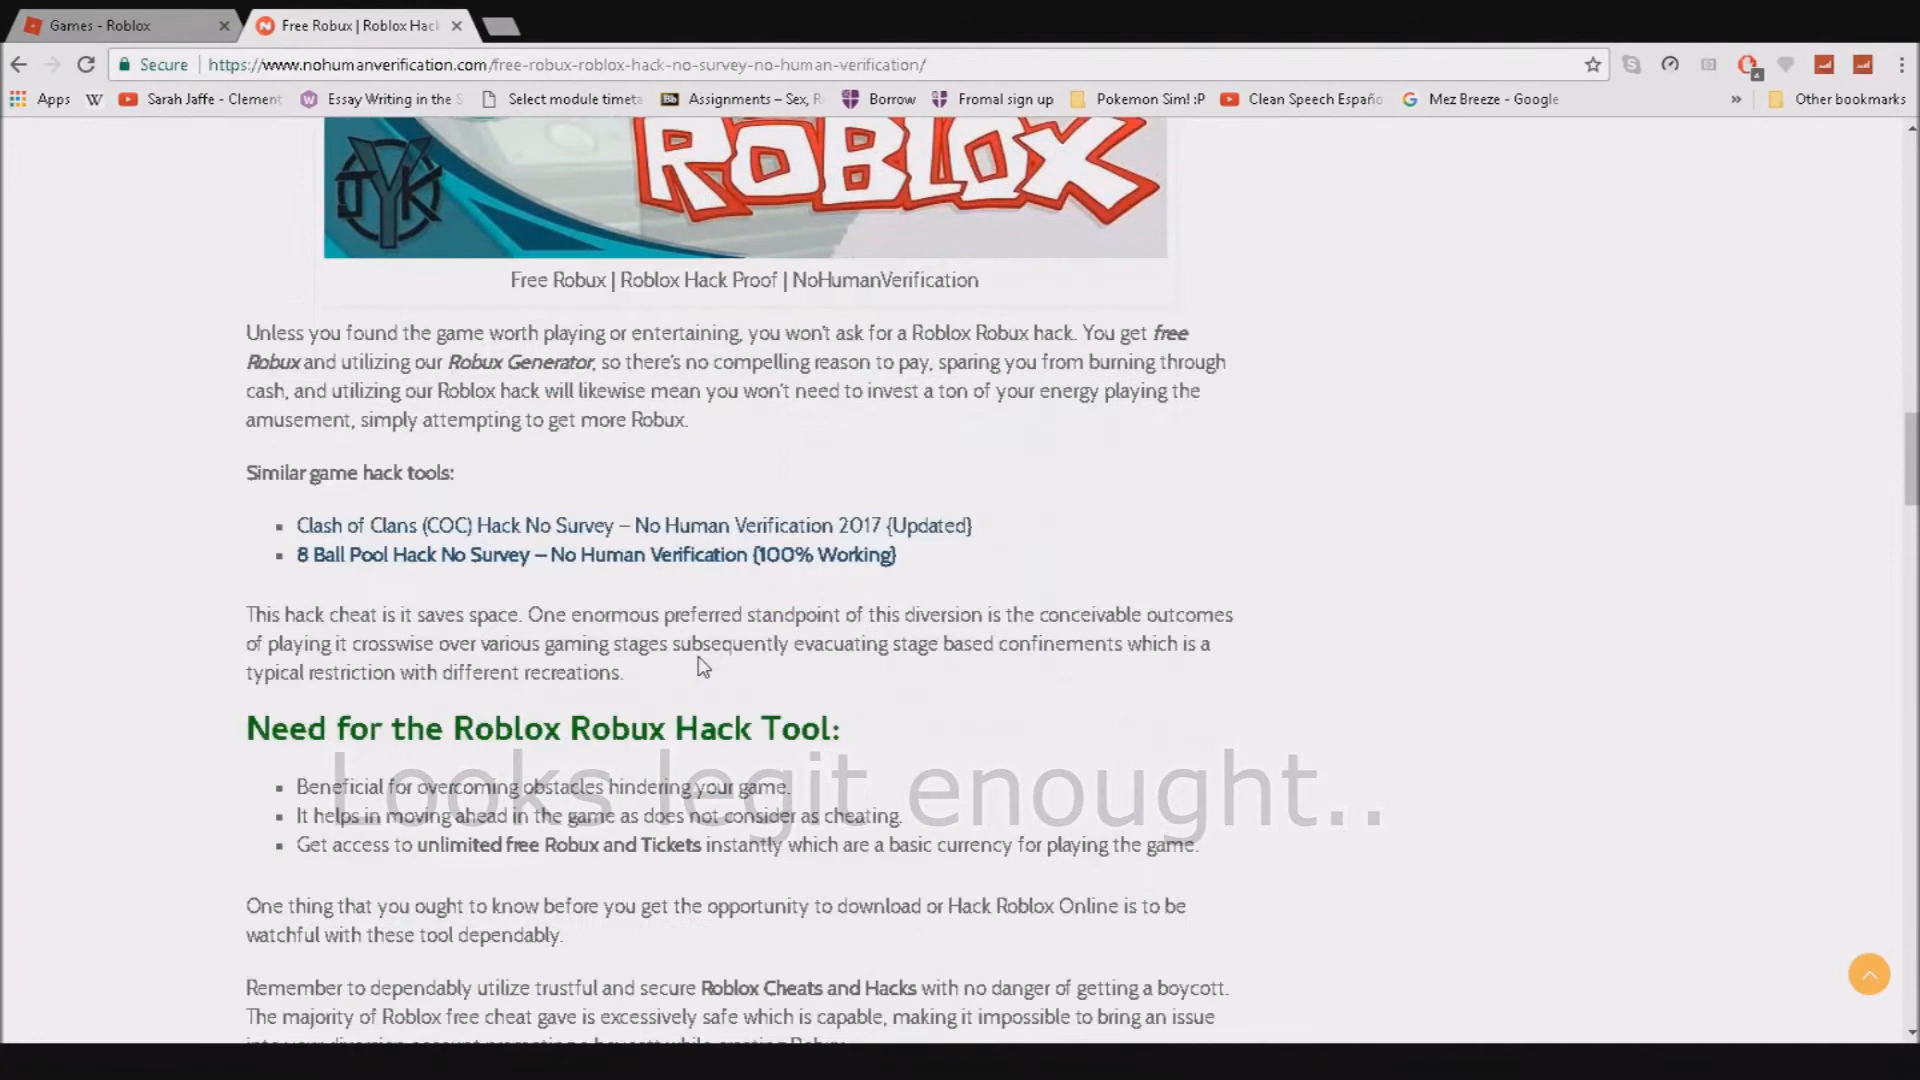 Games - Roblox
Free Robux | Roblox Hac
Secure
https://www.nohumanverification.com/free-robux-roblox-hack-no-survey-no-human-verification/
Apps
W
Sarah Jaffe - Clement
Essay Writing in the S
Select module timeta
Bb Assignments – Sex, R
Borrow
Fromal sign up
Pokemon Sim! :P
Clean Speech Españo
Mez Breeze - Google
»
Other bookmarks
JYK
ROBLOX
Free Robux | Roblox Hack Proof | NoHumanVerification
Unless you found the game worth playing or entertaining, you won't ask for a Roblox Robux hack. You get free
Robux and utilizing our Robux Generator, so there's no compelling reason to pay, sparing you from burning through
cash, and utilizing our Roblox hack will likewise mean you won't need to invest a ton of your energy playing the
amusement, simply attempting to get more Robux.
Similar game hack tools:
Clash of Clans (COC) Hack No Survey – No Human Verification 2017 {Updated}
8 Ball Pool Hack No Survey – No Human Verification {100% Working}
This hack cheat is it saves space. One enormous preferred standpoint of this diversion is the conceivable outcomes
of playing it crosswise over various gaming stages subsequently evacuating stage based confinements which is a
typical restriction with different recreations.
Need for the Roblox Robux Hack Tool:
Looks legit enought..
Beneficial for overcoming obstacles hindering your game.
It helps in moving ahead in the game as does not consider as cheating.
Get access to unlimited free Robux and Tickets instantly which are a basic currency for playing the game.
One thing that you ought to know before you get the opportunity to download or Hack Roblox Online is to be
watchful with these tool dependably.
Remember to dependably utilize trustful and secure Roblox Cheats and Hacks with no danger of getting a boycott.
The majority of Roblox free cheat gave is excessively safe which is capable, making it impossible to bring an issue